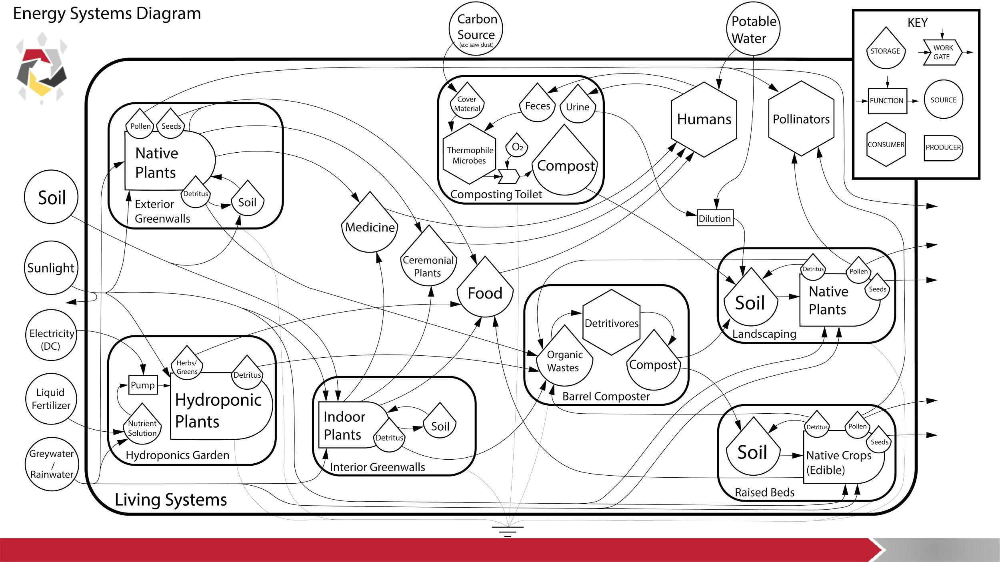 Energy Systems Diagram
Carbon
Source
(ex: saw dust)
Potable
Water
KEY
STORAGE
WORK
GATE
FUNCTION
SOURCE
CONSUMER
PRODUCER
Pollen
Seeds
Native
Plants
Detritus
Soil
Exterior
Greenwalls
Cover
Material
Feces
Urine
Thermophile
Microbes
O₂
Compost
Composting Toilet
Humans
Pollinators
Soil
Sunlight
Electricity
(DC)
Liquid
Fertilizer
Greywater
/
Rainwater
Medicine
Ceremonial
Plants
Food
Dilution
Detritus
Pollen
Seeds
Soil
Native
Plants
Landscaping
Detritivores
Organic
Wastes
Compost
Barrel Composter
Herbs/
Greens
Detritus
Pump
Hydroponic
Plants
Nutrient
Solution
Hydroponics Garden
Indoor
Plants
Detritus
Soil
Interior Greenwalls
Detritus
Pollen
Seeds
Soil
Native Crops
(Edible)
Raised Beds
Living Systems